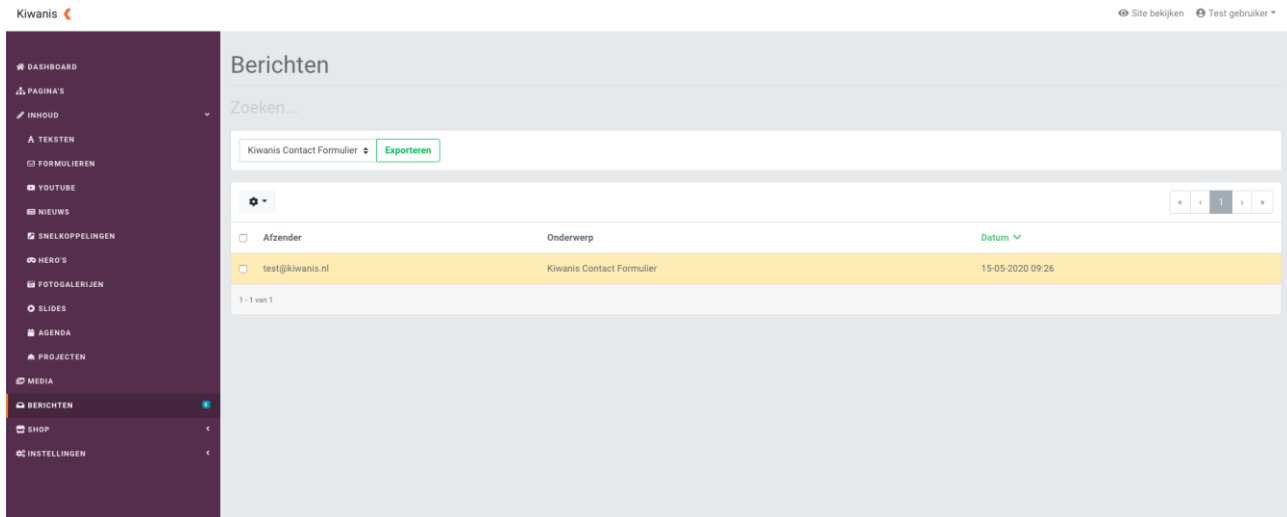 Kiwanis
Site bekijken
Test gebruiker
DASHBOARD
PAGINA'S
INHOUD
TEKSTEN
FORMULIEREN
YOUTUBE
NIEUWS
SNELKOPPELINGEN
HERO'S
FOTOGALERIJEN
SLIDES
AGENDA
PROJECTEN
MEDIA
BERICHTEN
SHOP
INSTELLINGEN
Berichten
Zoeken...
Kiwanis Contact Formulier Exporteren
« ‹ 1 › »
Afzender Onderwerp Datum
test@kiwanis.nl Kiwanis Contact Formulier 15-05-2020 09:26
1 - 1 van 1